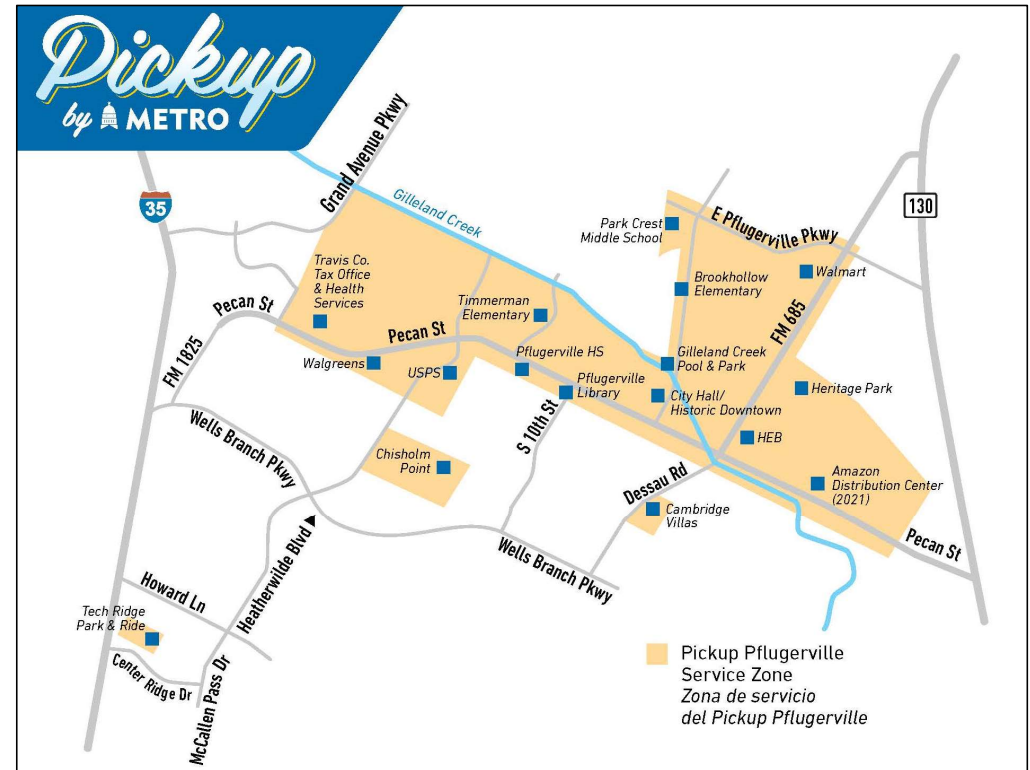 Pickup
by METRO
Grand Avenue Pkwy
35
Gilleland Creek
130
Park Crest
Middle School
E Pflugerville Pkwy
Walmart
Travis Co.
Tax Office
& Health
Services
Brookhollow
Elementary
Timmerman
Elementary
FM 685
Pecan St
Pecan St
FM 1825
Walgreens
USPS
Pflugerville HS
Gilleland Creek
Pool & Park
Pflugerville
Library
City Hall/
Historic Downtown
Heritage Park
HEB
S 10th St
Wells Branch Pkwy
Chisholm
Point
Dessau Rd
Amazon
Distribution Center
(2021)
Cambridge
Villas
Pecan St
Heatherwilde Blvd
Wells Branch Pkwy
Howard Ln
Tech Ridge
Park & Ride
Center Ridge Dr
McCallen Pass Dr
Pickup Pflugerville
Service Zone
Zona de servicio
del Pickup Pflugerville